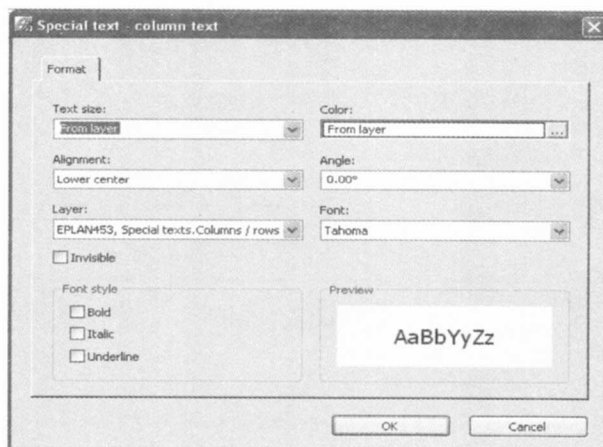 Special text - column text
Format
Text size:
From layer
Color:
From layer
...
Alignment:
Lower center
Angle:
0.00°
Layer:
EPLAN453, Special texts.Columns / rows
Font:
Tahoma
Invisible
Font style
Bold
Italic
Underline
Preview
AaBbYyZz
OK
Cancel